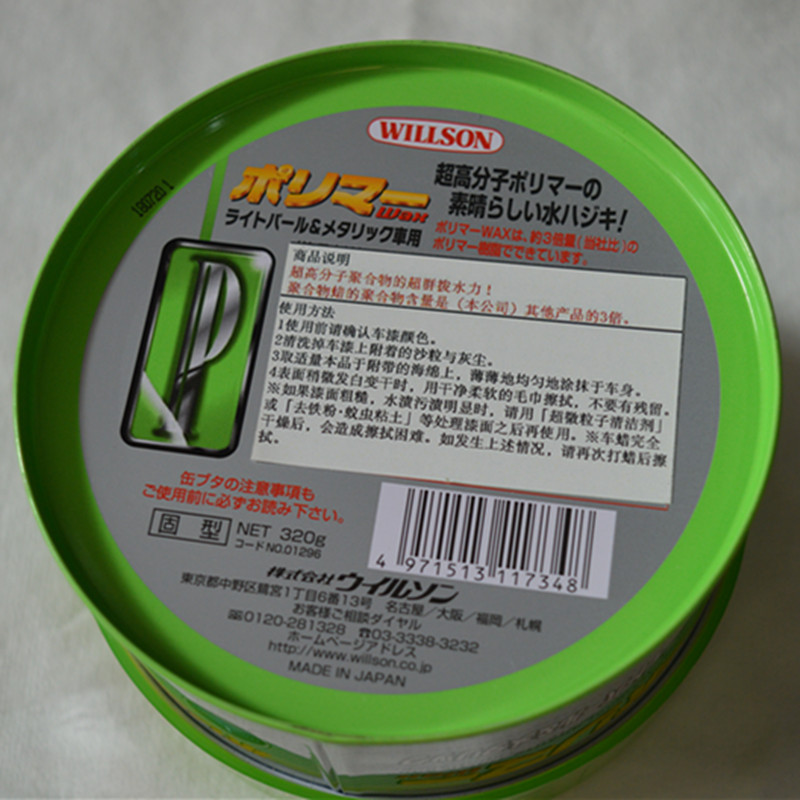 WILLSON
ポリマー
Wax
ライトパール&メタリック車用
超高分子ポリマーの
素晴らしい水ハジキ!
ポリマーWAXは、約3倍量(当社比)の
ポリマー樹脂でできています。
180720 1
P
商品说明
超高分子聚合物的超群拨水力!
聚合物蜡的聚合物含量是(本公司)其他产品的3倍。
使用方法
1使用前请确认车漆颜色。
2清洗掉车漆上附着的沙粒与灰尘。
3取适量本品于附带的海绵上,薄薄地均匀地涂抹于车身。
4表面稍微发白变干时,用干净柔软的毛巾擦拭,不要有残留。
※如果漆面粗糙,水渍污渍明显时,请用「超微粒子清洁剂」
或「去铁粉·蚊虫粘土」等处理漆面之后再使用。※车蜡完全
干燥后,会造成擦拭困难。如发生上述情况,请再次打蜡后擦
拭。
缶ブタの注意事項も
ご使用前に必ずお読み下さい。
固型 NET 320g
コードNO.01296
4 971513 117348
株式会社ウイルソン
東京都中野区鷺宮1丁目6番13号 名古屋/大阪/福岡/札幌
お客様ご相談ダイヤル
0120-281328 ☎03-3338-3232
ホームページアドレス
http://www.willson.co.jp
MADE IN JAPAN